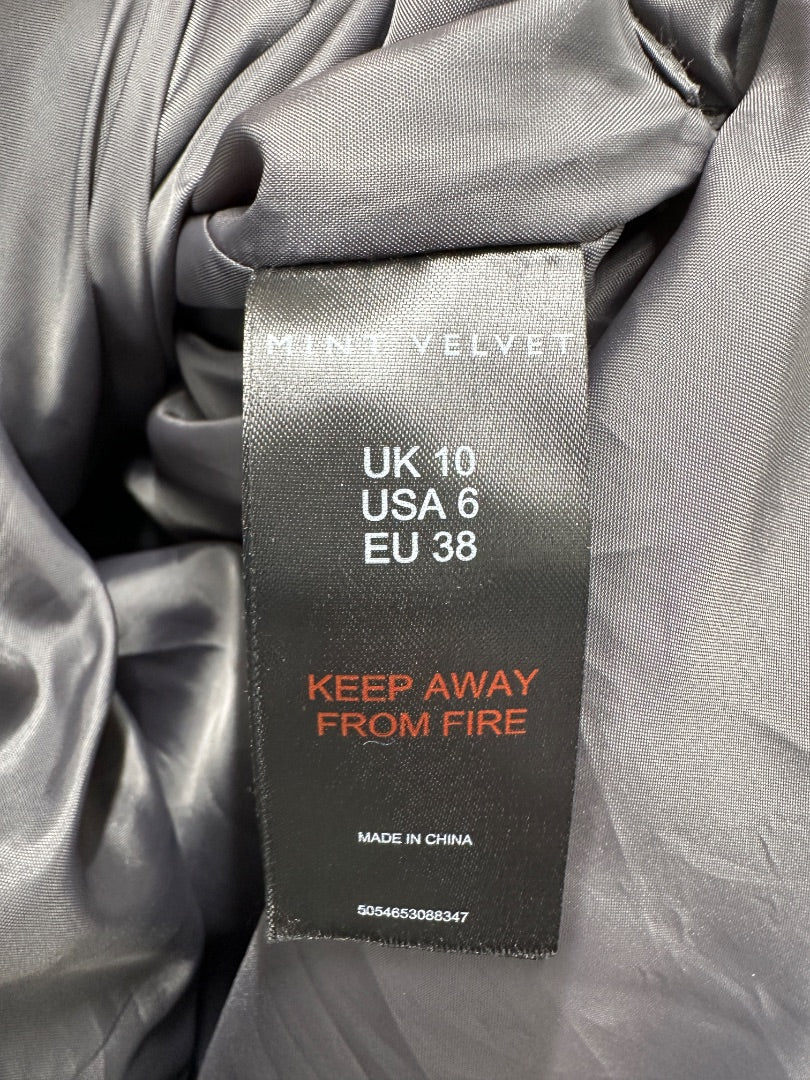 MINT VELVET
UK 10
USA 6
EU 38
KEEP AWAY
FROM FIRE
MADE IN CHINA
5054653088347